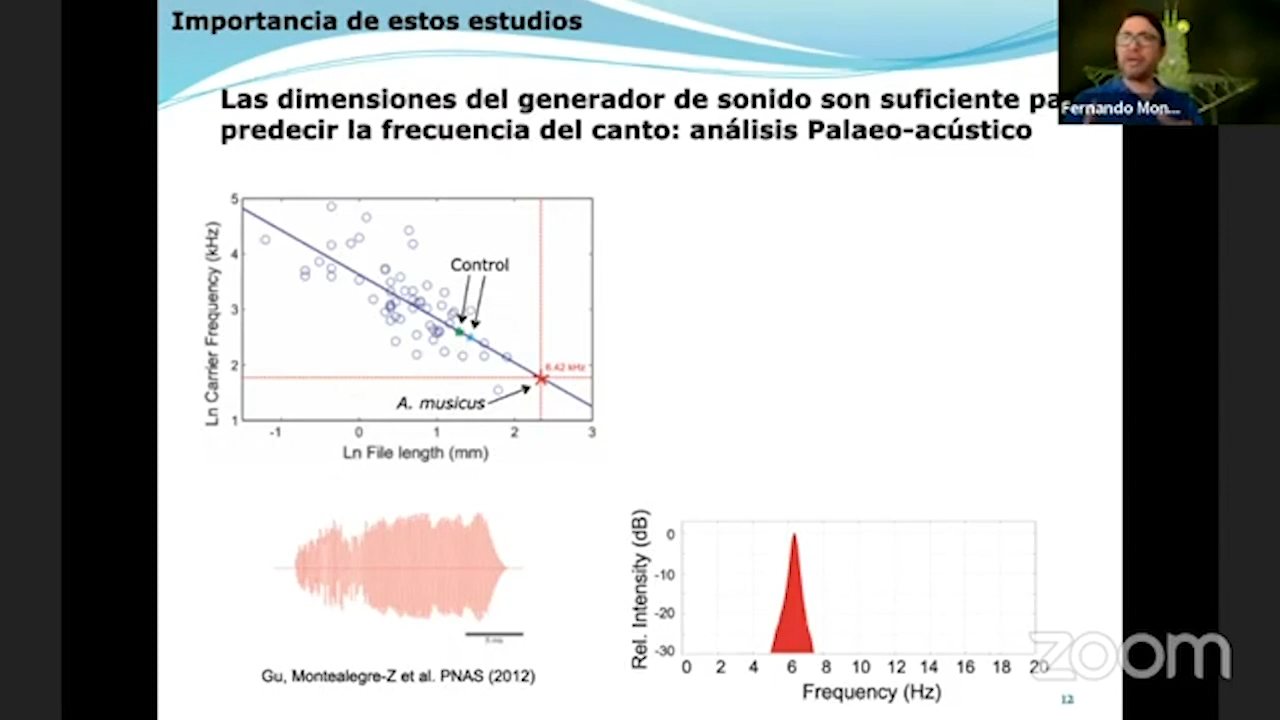 Importancia de estos estudios
Las dimensiones del generador de sonido son suficiente pa
predecir la frecuencia del canto: análisis Palaeo-acústico
Fernando Mon...
Ln Carrier Frequency (kHz)
5
4
3
2
1
Control
6.42 kHz
A. musicus
-1 0 1 2 3
Ln File length (mm)
Gu, Montealegre-Z et al. PNAS (2012)
Rel. Intensity (dB)
0
-10
-20
-30
0 2 4 6 8 10 12 14 16 18 20
Frequency (Hz)
zoom
12